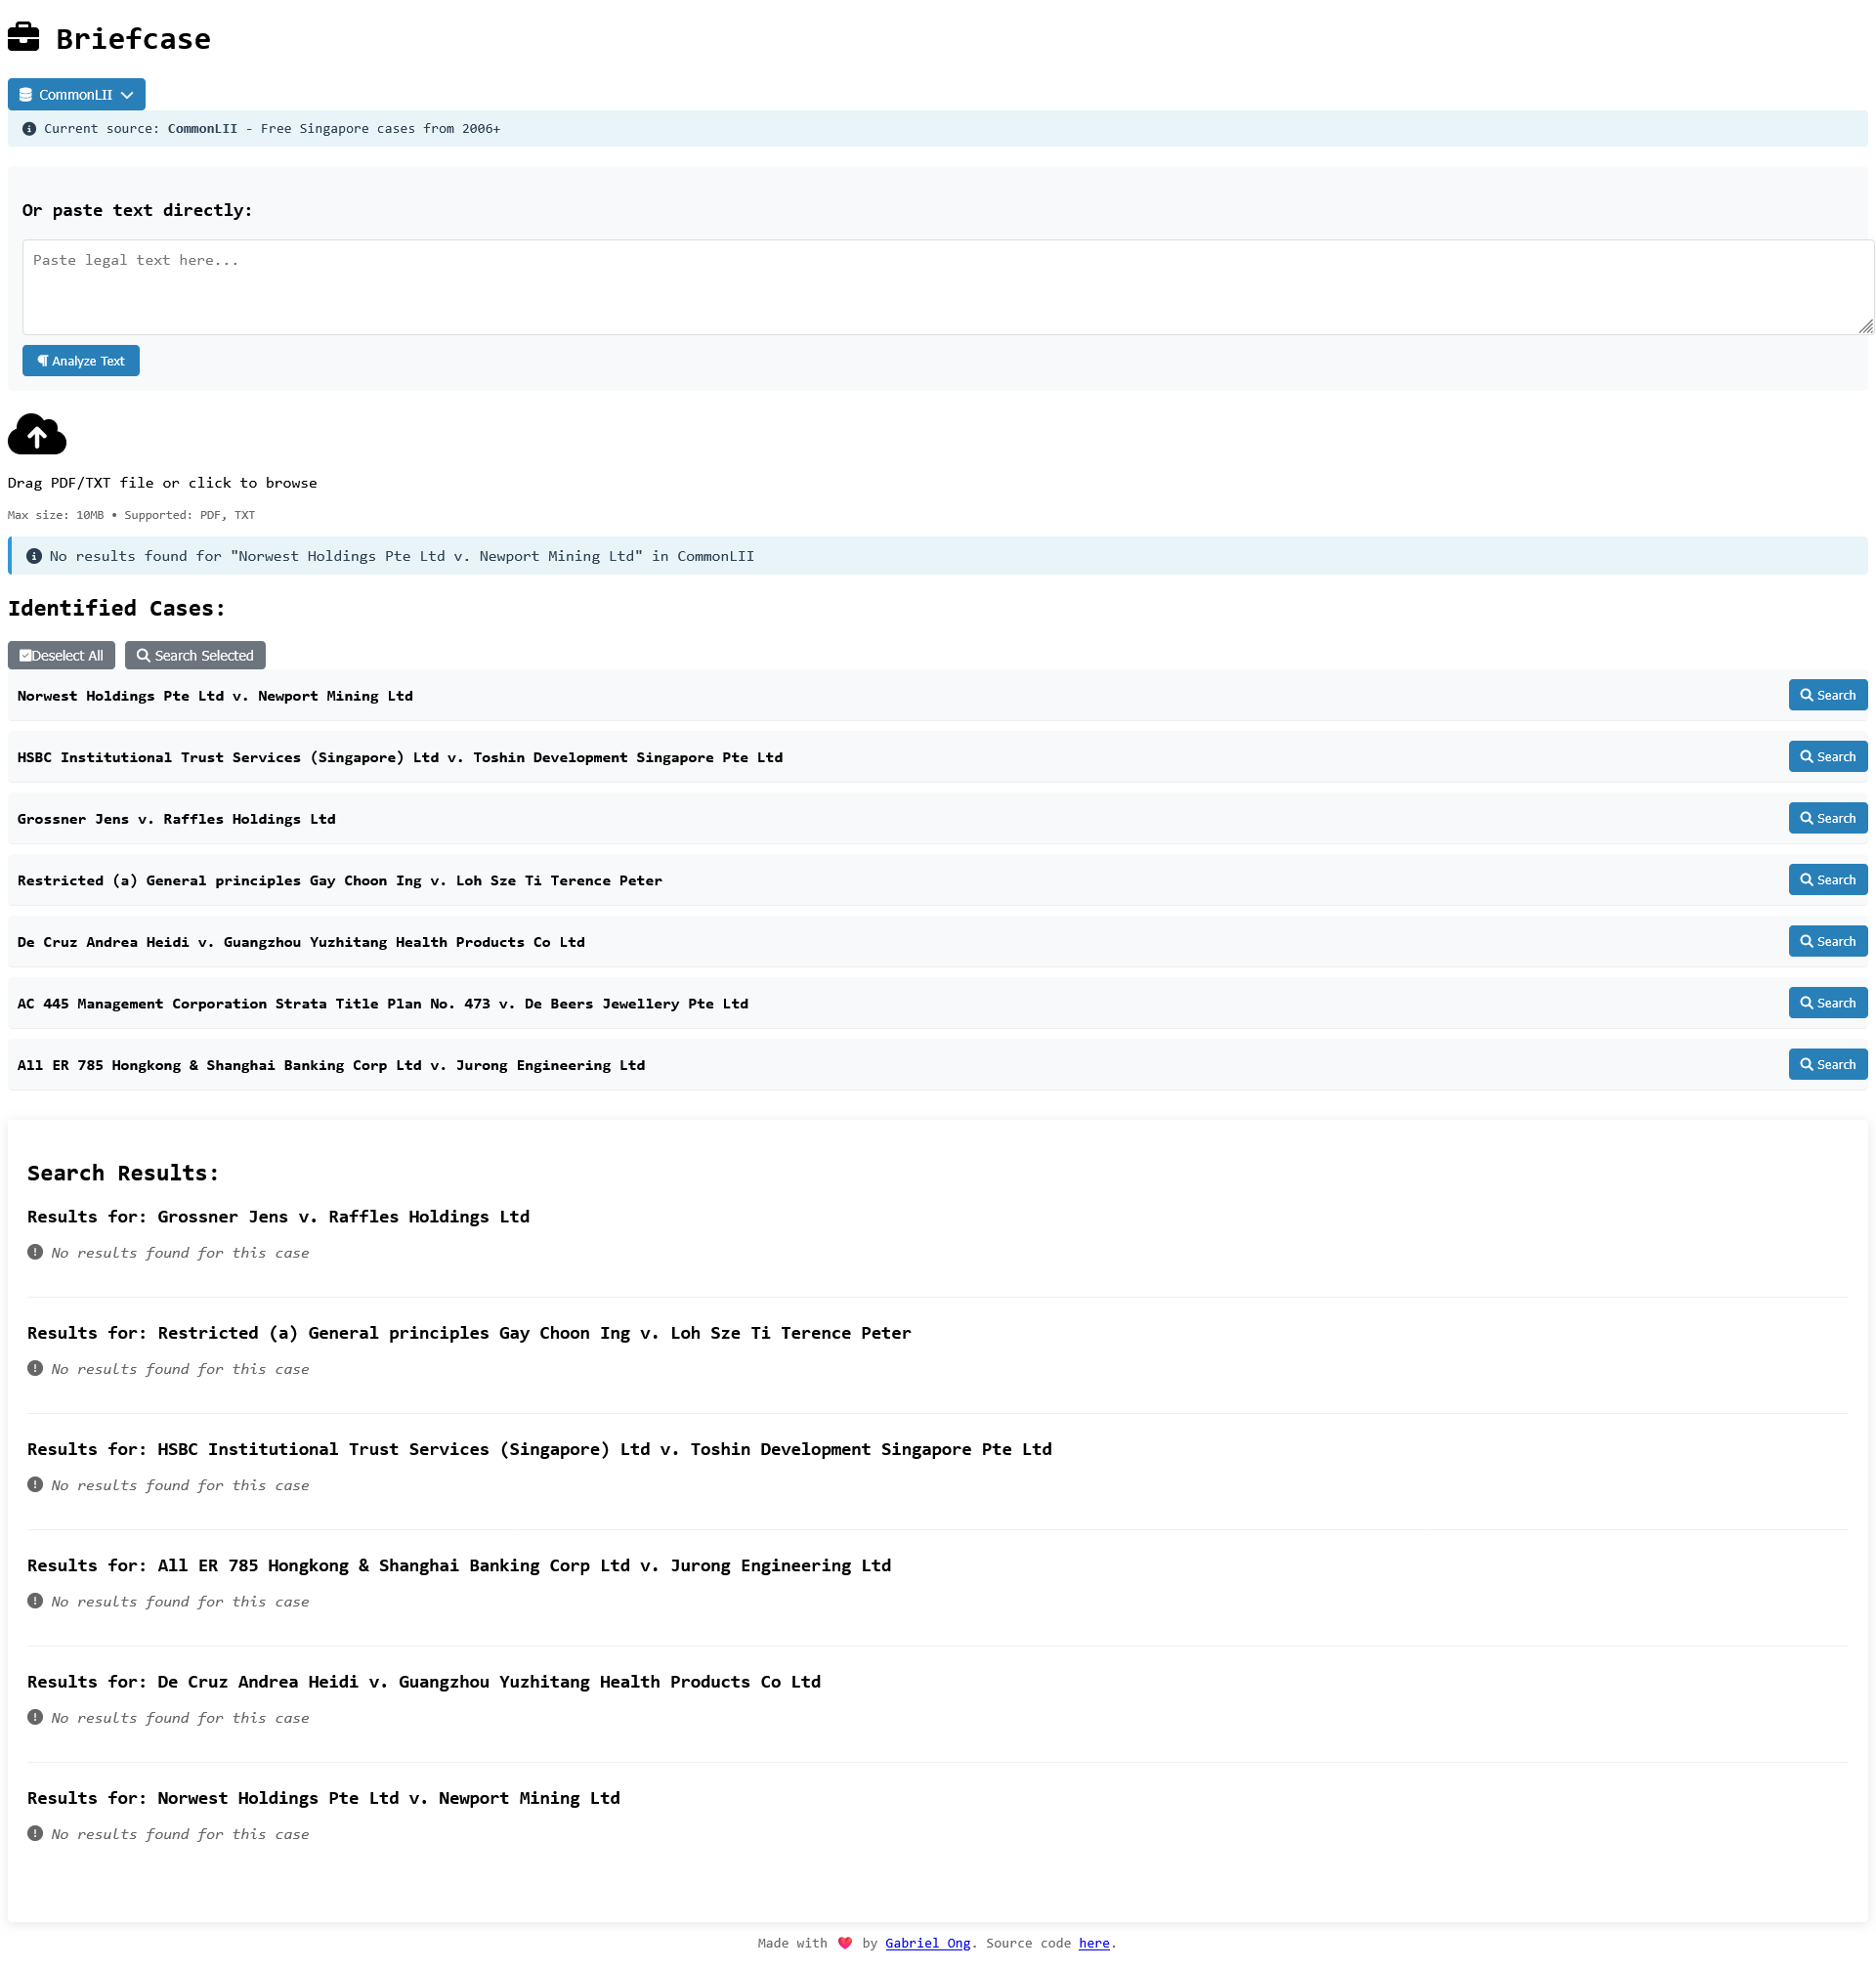 Briefcase
CommonLII
Current source: CommonLII - Free Singapore cases from 2006+
Or paste text directly:
Paste legal text here...
Analyze Text
Drag PDF/TXT file or click to browse
Max size: 10MB • Supported: PDF, TXT
No results found for "Norwest Holdings Pte Ltd v. Newport Mining Ltd" in CommonLII
Identified Cases:
Deselect All Search Selected
Norwest Holdings Pte Ltd v. Newport Mining Ltd Search
HSBC Institutional Trust Services (Singapore) Ltd v. Toshin Development Singapore Pte Ltd Search
Grossner Jens v. Raffles Holdings Ltd Search
Restricted (a) General principles Gay Choon Ing v. Loh Sze Ti Terence Peter Search
De Cruz Andrea Heidi v. Guangzhou Yuzhitang Health Products Co Ltd Search
AC 445 Management Corporation Strata Title Plan No. 473 v. De Beers Jewellery Pte Ltd Search
All ER 785 Hongkong & Shanghai Banking Corp Ltd v. Jurong Engineering Ltd Search
Search Results:
Results for: Grossner Jens v. Raffles Holdings Ltd
No results found for this case
Results for: Restricted (a) General principles Gay Choon Ing v. Loh Sze Ti Terence Peter
No results found for this case
Results for: HSBC Institutional Trust Services (Singapore) Ltd v. Toshin Development Singapore Pte Ltd
No results found for this case
Results for: All ER 785 Hongkong & Shanghai Banking Corp Ltd v. Jurong Engineering Ltd
No results found for this case
Results for: De Cruz Andrea Heidi v. Guangzhou Yuzhitang Health Products Co Ltd
No results found for this case
Results for: Norwest Holdings Pte Ltd v. Newport Mining Ltd
No results found for this case
Made with ❤️ by Gabriel Ong. Source code here.